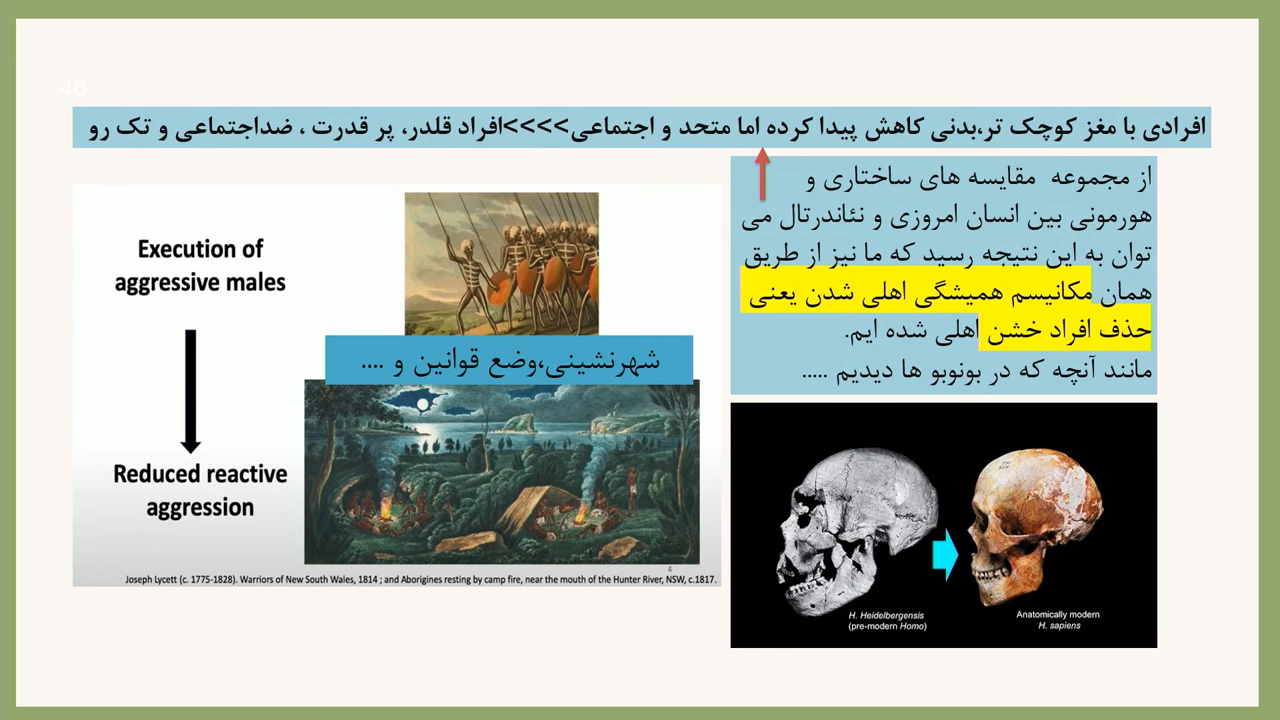 46
افرادی با مغز کوچک تر،بدنی کاهش پیدا کرده اما متحد و اجتماعی>>>>افراد قلدر، پر قدرت ، ضداجتماعی و تک رو
از مجموعه مقایسه های ساختاری و
هورمونی بین انسان امروزی و نئاندرتال می
توان به این نتیجه رسید که ما نیز از طریق
همان مکانیسم همیشگی اهلی شدن یعنی
حذف افراد خشن اهلی شده ایم.
مانند آنچه که در بونوبو ها دیدیم .....
Execution of
aggressive males
شهرنشینی،وضع قوانین و ....
Reduced reactive
aggression
4
Joseph Lycett (c. 1775-1828). Warriors of New South Wales, 1814 ; and Aborigines resting by camp fire, near the mouth of the Hunter River, NSW, c.1817.
H. Heidelbergensis
(pre-modern Homo)
Anatomically modern
H. sapiens